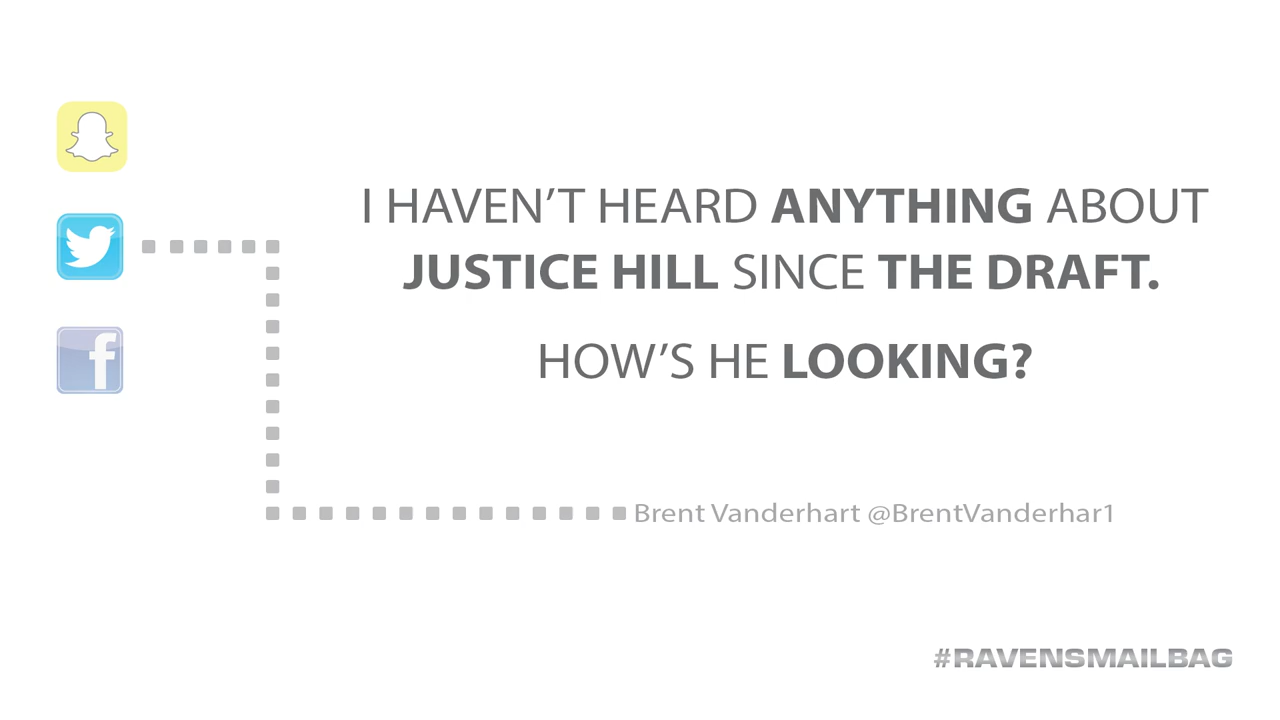 I HAVEN'T HEARD ANYTHING ABOUT
JUSTICE HILL SINCE THE DRAFT.
HOW'S HE LOOKING?
Brent Vanderhart @BrentVanderhar1
#RAVENSMAILBAG